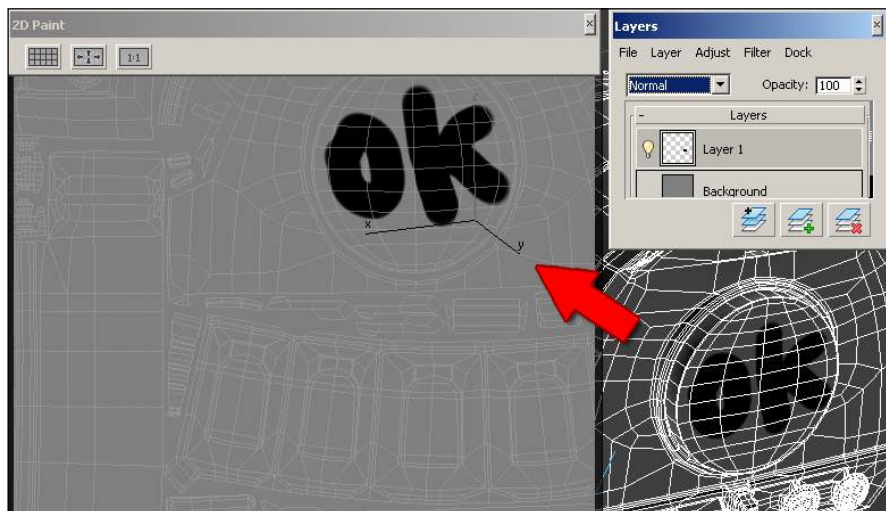 2D Paint
1:1
ok
x
y
Layers
File Layer Adjust Filter Dock
Normal Opacity: 100
- Layers
Layer 1
Background
ok